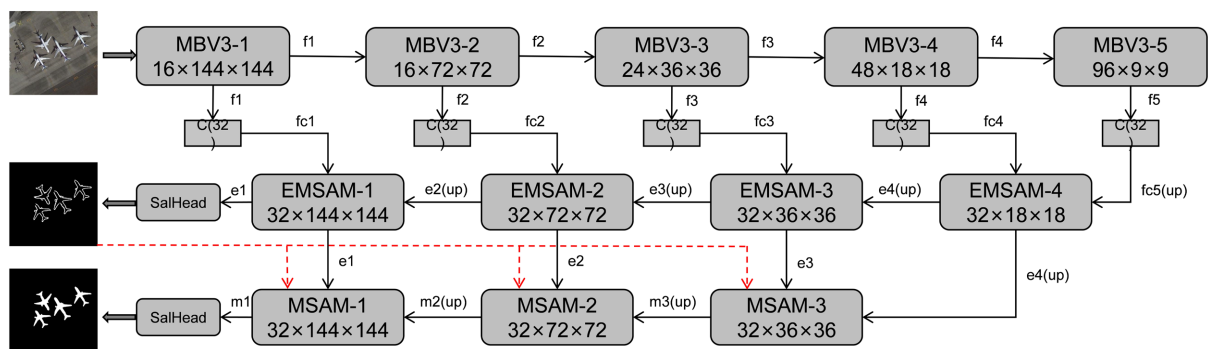 MBV3-1
16×144×144
f1
MBV3-2
16×72×72
f2
MBV3-3
24×36×36
f3
MBV3-4
48×18×18
f4
MBV3-5
96×9×9
f1
f2
f3
f4
f5
C(32
)
fc1
C(32
)
fc2
C(32
)
fc3
C(32
)
fc4
C(32
)
SalHead
e1
EMSAM-1
32×144×144
e2(up)
EMSAM-2
32×72×72
e3(up)
EMSAM-3
32×36×36
e4(up)
EMSAM-4
32×18×18
fc5(up)
e1
e2
e3
e4(up)
SalHead
m1
MSAM-1
32×144×144
m2(up)
MSAM-2
32×72×72
m3(up)
MSAM-3
32×36×36